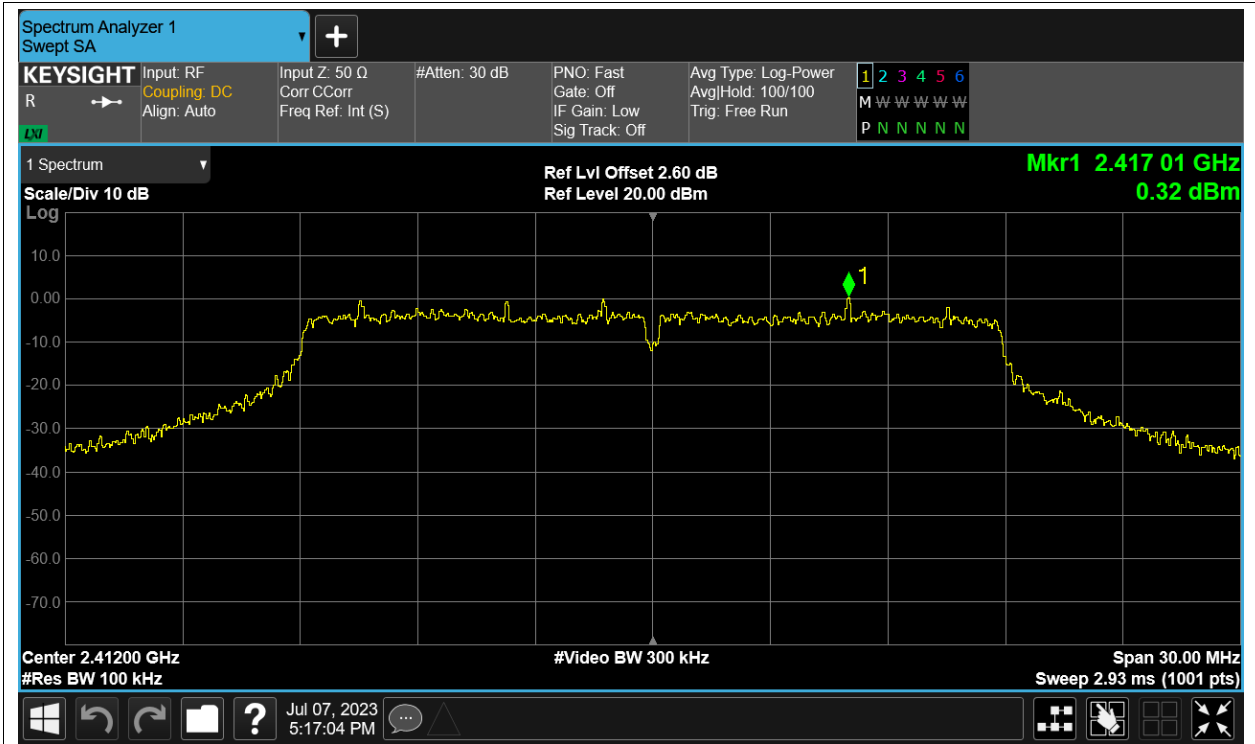 Spectrum Analyzer 1
Swept SA
KEYSIGHT
R
LXI
Input: RF
Coupling: DC
Align: Auto
Input Z: 50 Ω
Corr CCorr
Freq Ref: Int (S)
#Atten: 30 dB
PNO: Fast
Gate: Off
IF Gain: Low
Sig Track: Off
Avg Type: Log-Power
Avg|Hold: 100/100
Trig: Free Run
1 2 3 4 5 6
M W W W W W
P N N N N N
1 Spectrum
Scale/Div 10 dB
Ref Lvl Offset 2.60 dB
Ref Level 20.00 dBm
Mkr1 2.417 01 GHz
0.32 dBm
Log
10.0
0.00
-10.0
-20.0
-30.0
-40.0
-50.0
-60.0
-70.0
1
Center 2.41200 GHz
#Res BW 100 kHz
#Video BW 300 kHz
Span 30.00 MHz
Sweep 2.93 ms (1001 pts)
?
Jul 07, 2023
5:17:04 PM